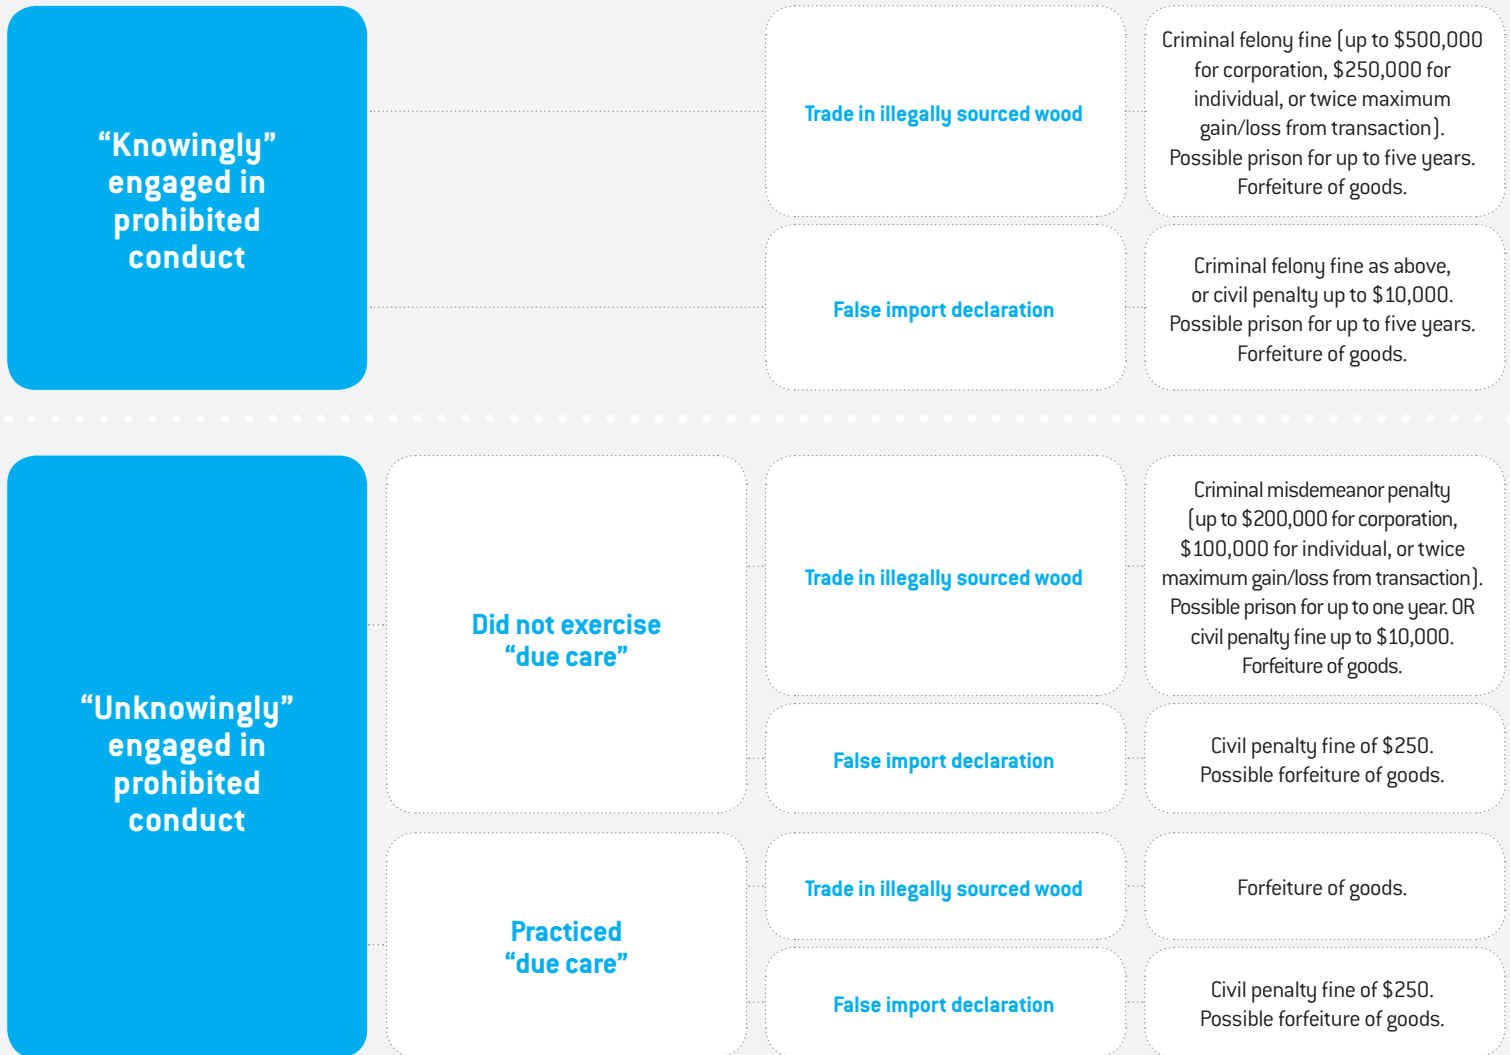 “Knowingly”
engaged in
prohibited
conduct
Trade in illegally sourced wood
Criminal felony fine (up to $500,000
for corporation, $250,000 for
individual, or twice maximum
gain/loss from transaction).
Possible prison for up to five years.
Forfeiture of goods.
False import declaration
Criminal felony fine as above,
or civil penalty up to $10,000.
Possible prison for up to five years.
Forfeiture of goods.
“Unknowingly”
engaged in
prohibited
conduct
Did not exercise
“due care”
Trade in illegally sourced wood
Criminal misdemeanor penalty
(up to $200,000 for corporation,
$100,000 for individual, or twice
maximum gain/loss from transaction).
Possible prison for up to one year. OR
civil penalty fine up to $10,000.
Forfeiture of goods.
False import declaration
Civil penalty fine of $250.
Possible forfeiture of goods.
Practiced
“due care”
Trade in illegally sourced wood
Forfeiture of goods.
False import declaration
Civil penalty fine of $250.
Possible forfeiture of goods.